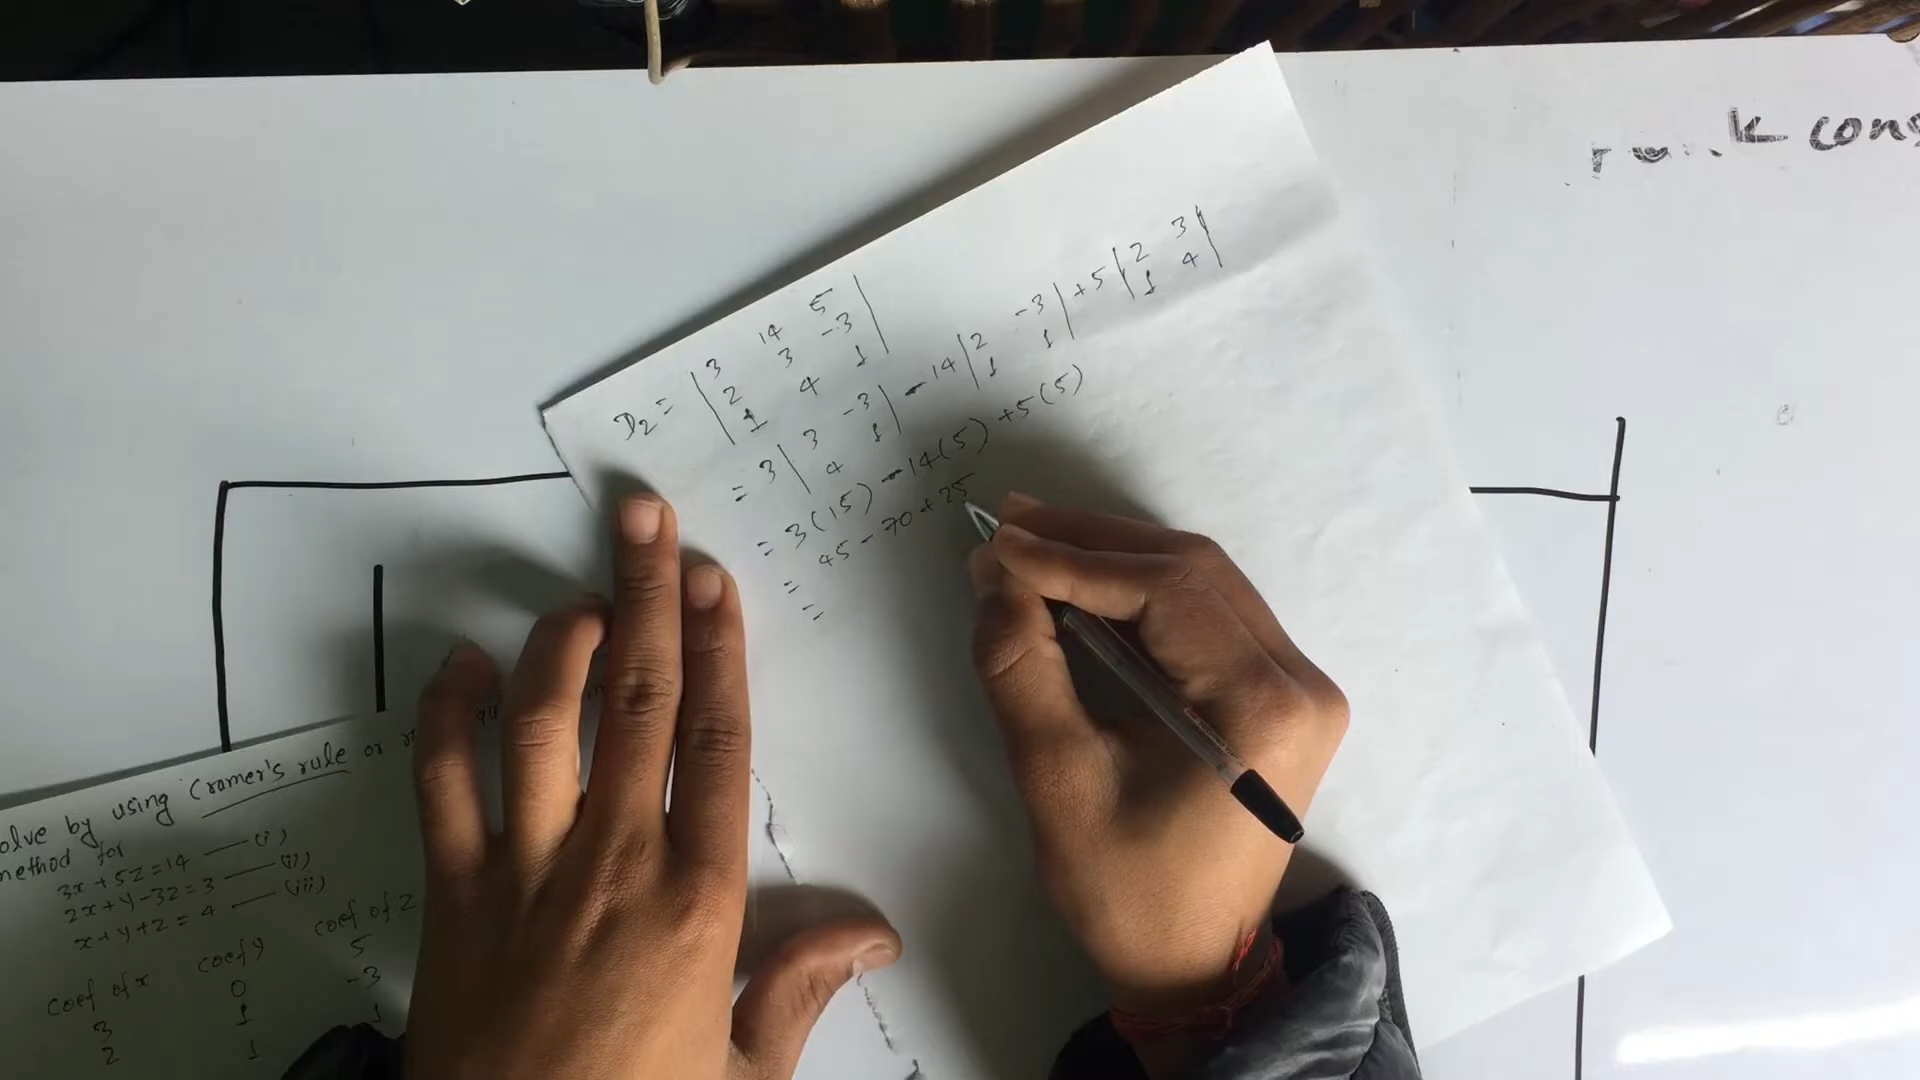 k cons
D2 = | 3 14 5 |
| 2 3 -3 |
| 1 4 1 |
= 3 | 3 -3 | - 14 | 2 -3 | + 5 | 2 3 |
| 4 1 | | 1 1 | | 1 4 |
= 3(15) - 14(5) + 5(5)
= 45 - 70 + 25
=
olve by using Cramer's rule or
method for
3x + 5z = 14 — (i)
2x + y - 3z = 3 — (ii)
x + y + z = 4 — (iii)
coef of x coef y coef of z
3 0 5
2 1 -3
1 1